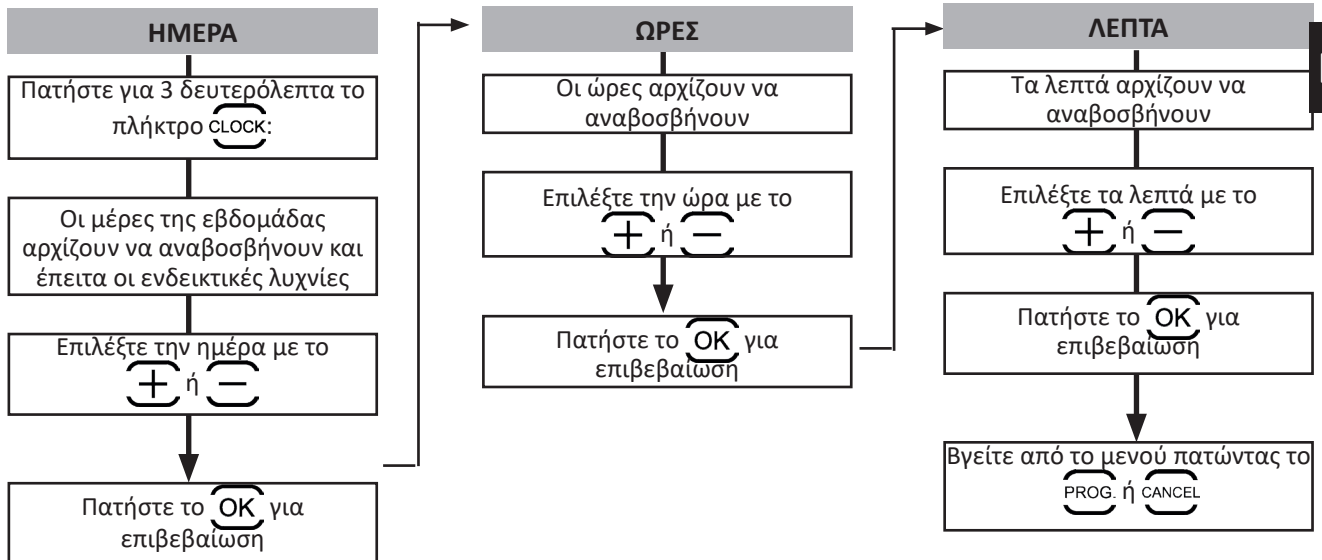 ΗΜΕΡΑ
Πατήστε για 3 δευτερόλεπτα το
πλήκτρο CLOCK:
Οι μέρες της εβδομάδας
αρχίζουν να αναβοσβήνουν και
έπειτα οι ενδεικτικές λυχνίες
Επιλέξτε την ημέρα με το
+ ή −
Πατήστε το OK για
επιβεβαίωση
ΩΡΕΣ
Οι ώρες αρχίζουν να
αναβοσβήνουν
Επιλέξτε την ώρα με το
+ ή −
Πατήστε το OK για
επιβεβαίωση
ΛΕΠΤΑ
Τα λεπτά αρχίζουν να
αναβοσβήνουν
Επιλέξτε τα λεπτά με το
+ ή −
Πατήστε το OK για
επιβεβαίωση
Βγείτε από το μενού πατώντας το
PROG. ή CANCEL